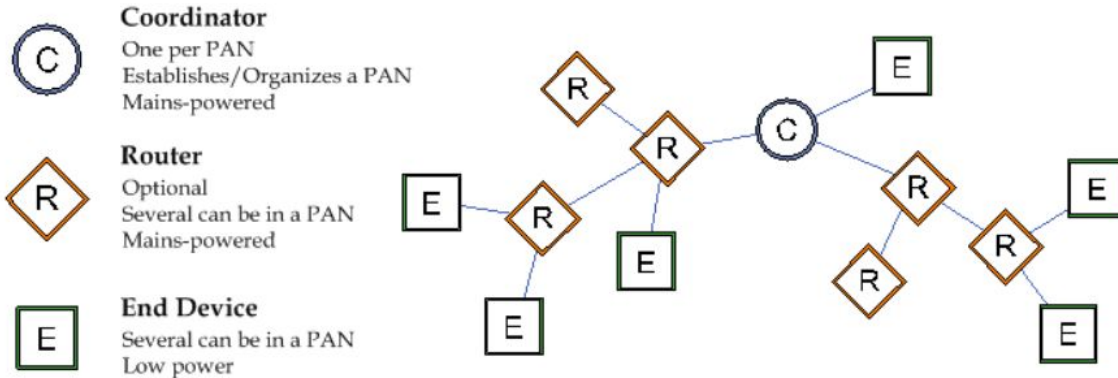 C
Coordinator
One per PAN
Establishes/Organizes a PAN
Mains-powered
R
Router
Optional
Several can be in a PAN
Mains-powered
E
End Device
Several can be in a PAN
Low power
E
R
C
R
E
R
E
R
E
R
R
E
E
E